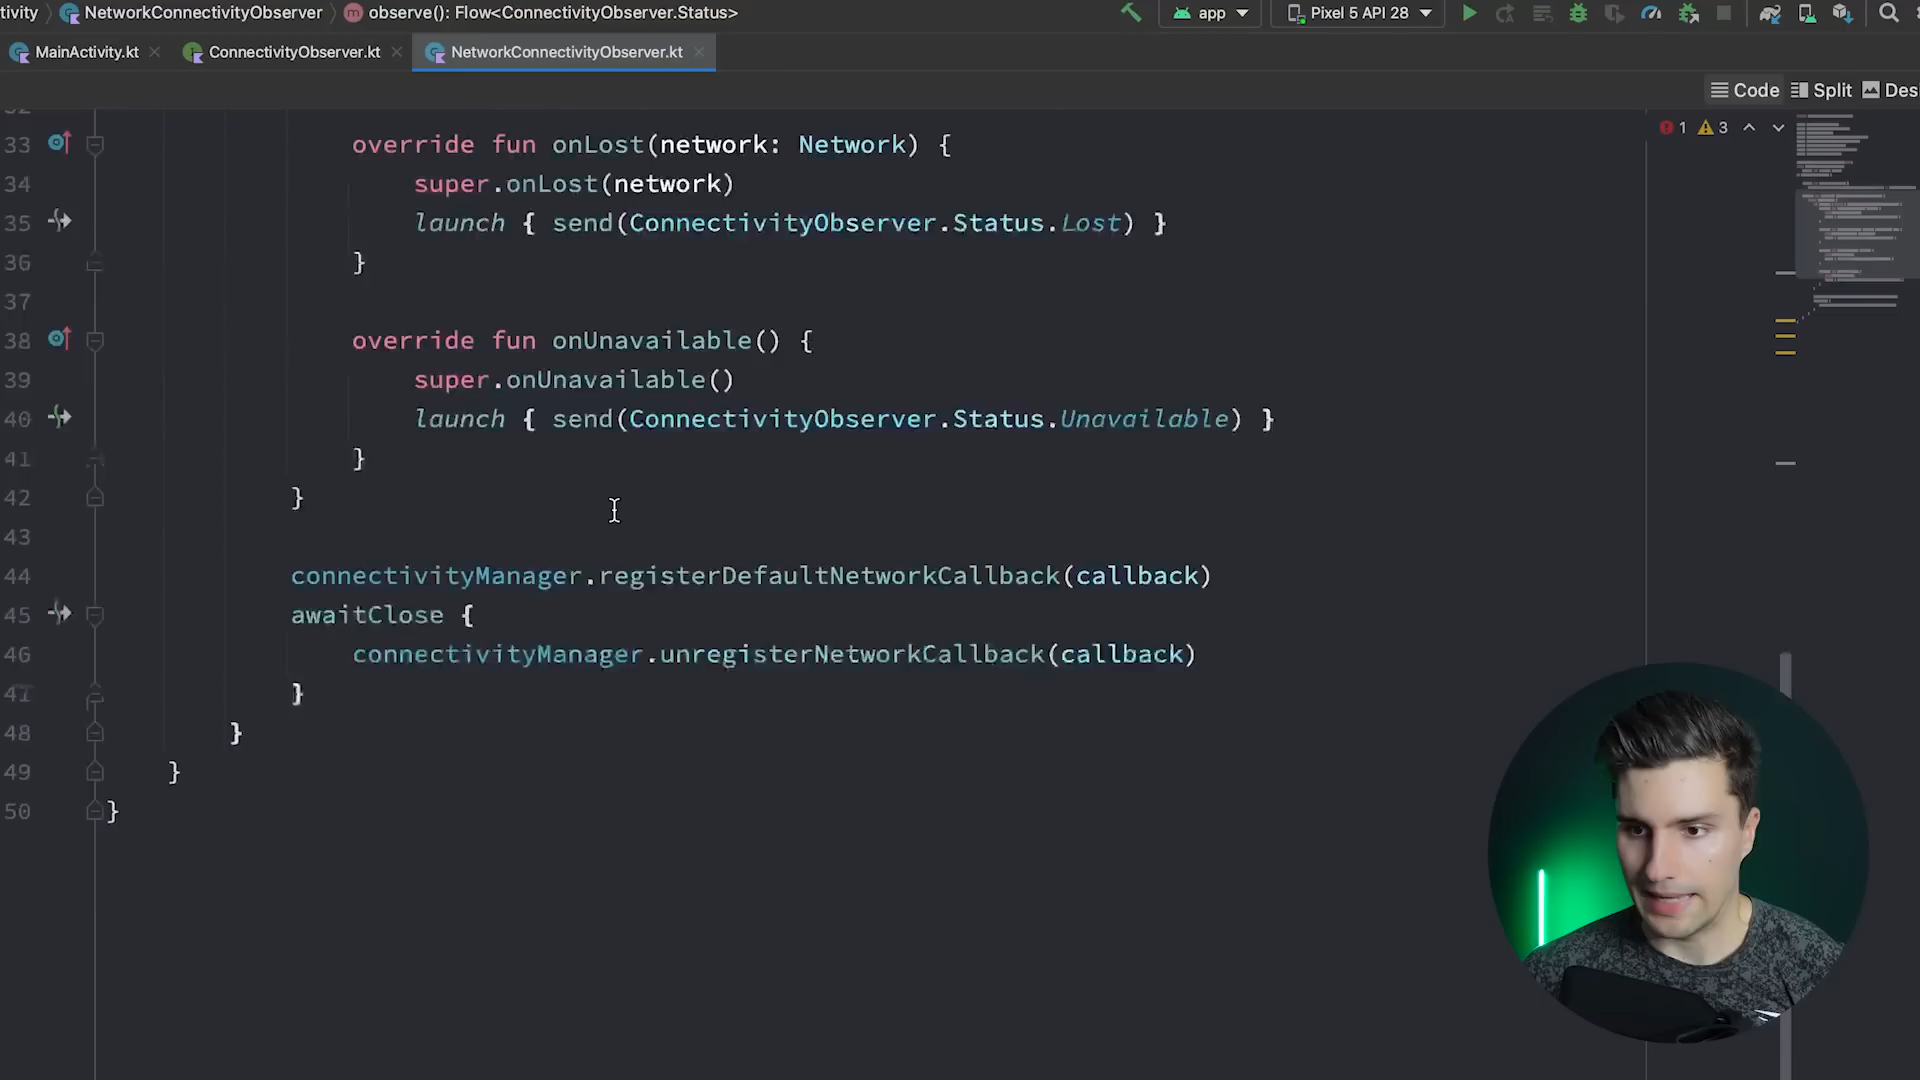 tivity NetworkConnectivityObserver observe(): Flow<ConnectivityObserver.Status> app Pixel 5 API 28
MainActivity.kt ConnectivityObserver.kt NetworkConnectivityObserver.kt
Code Split Desi
1 3
33 override fun onLost(network: Network) {
34 super.onLost(network)
35 launch { send(ConnectivityObserver.Status.Lost) }
36 }
37
38 override fun onUnavailable() {
39 super.onUnavailable()
40 launch { send(ConnectivityObserver.Status.Unavailable) }
41 }
42 }
43
44 connectivityManager.registerDefaultNetworkCallback(callback)
45 awaitClose {
46 connectivityManager.unregisterNetworkCallback(callback)
47 }
48 }
49 }
50 }